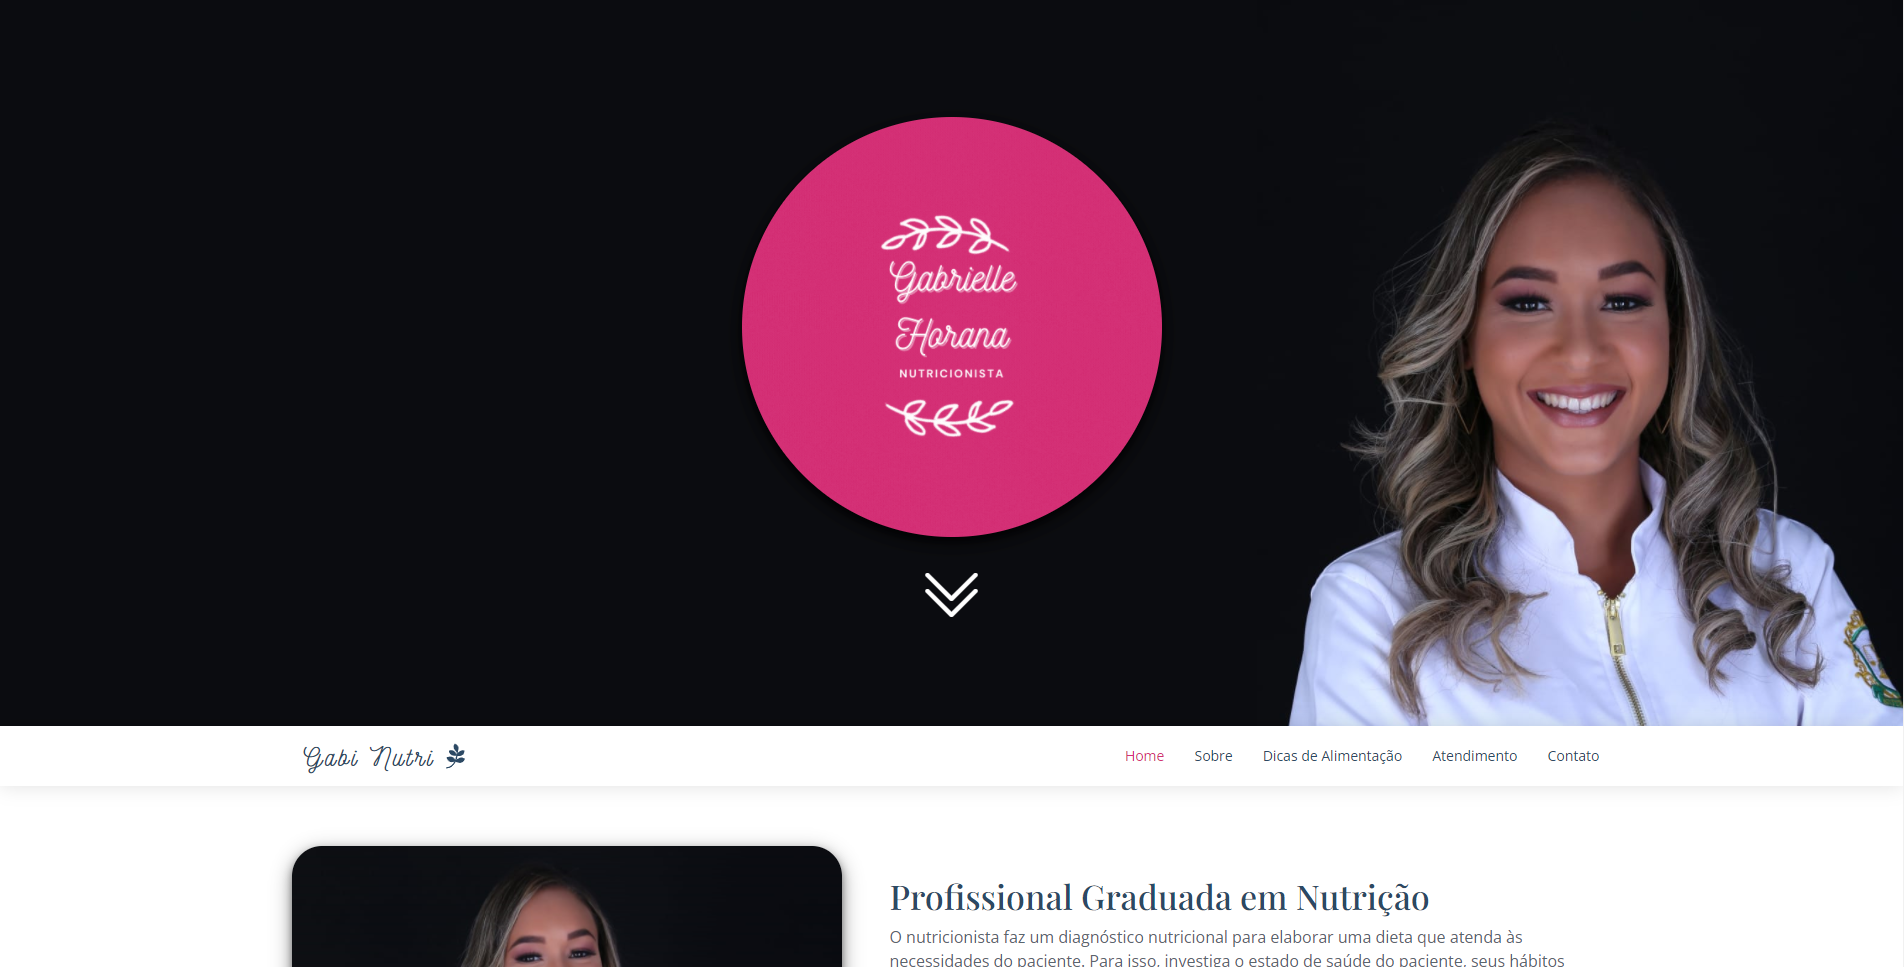 Gabrielle
Horana
NUTRICIONISTA
Gabi Nutri
Home Sobre Dicas de Alimentação Atendimento Contato
Profissional Graduada em Nutrição
O nutricionista faz um diagnóstico nutricional para elaborar uma dieta que atenda às
necessidades do paciente. Para isso, investiga o estado de saúde do paciente, seus hábitos